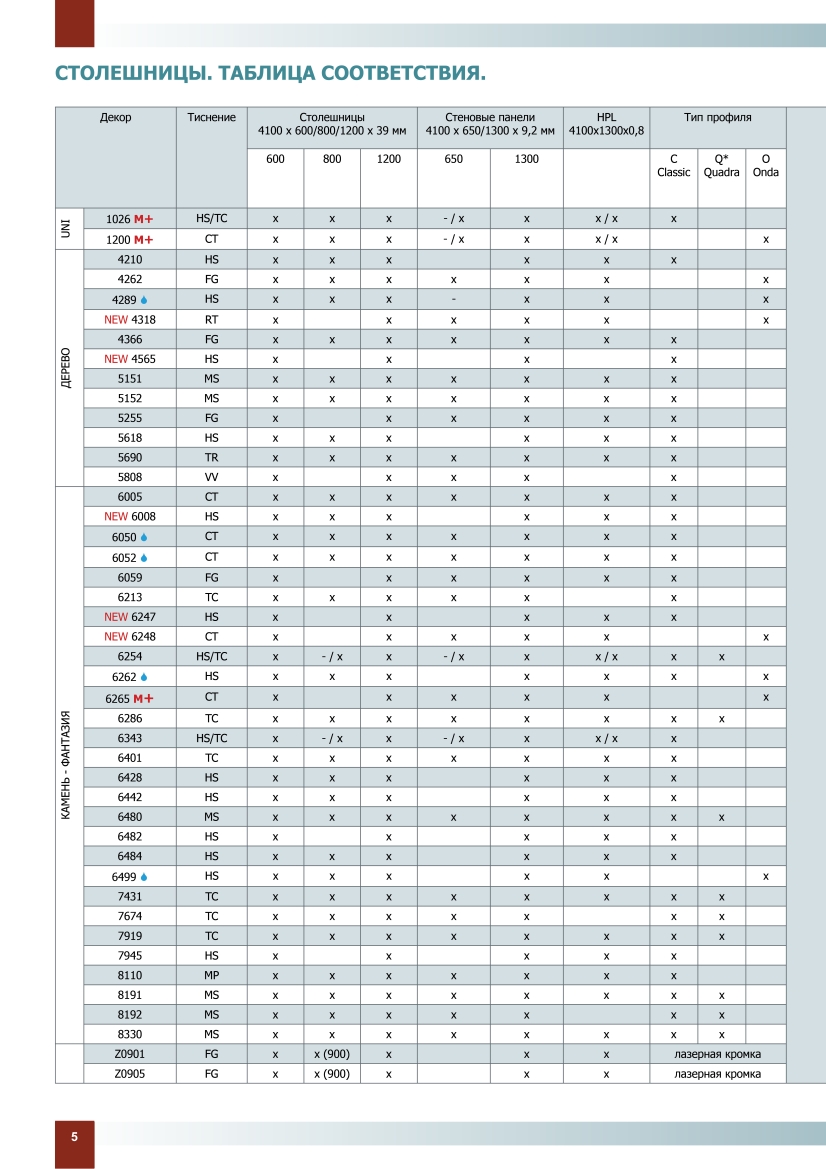 СТОЛЕШНИЦЫ. ТАБЛИЦА СООТВЕТСТВИЯ.
Декор Тиснение Столешницы Стеновые панели HPL Тип профиля
4100 x 600/800/1200 x 39 мм 4100 x 650/1300 x 9,2 мм 4100x1300x0,8
600 800 1200 650 1300 C Q* O
Classic Quadra Onda
UNI
1026 M+ HS/TC x x x - / x x x / x x
1200 M+ CT x x x - / x x x / x x
ДЕРЕВО
4210 HS x x x x x x
4262 FG x x x x x x x
4289 HS x x x - x x x
NEW 4318 RT x x x x x x
4366 FG x x x x x x x
NEW 4565 HS x x x x
5151 MS x x x x x x x
5152 MS x x x x x x x
5255 FG x x x x x x
5618 HS x x x x x x
5690 TR x x x x x x x
5808 VV x x x x x
КАМЕНЬ - ФАНТАЗИЯ
6005 CT x x x x x x x
NEW 6008 HS x x x x x x
6050 CT x x x x x x x
6052 CT x x x x x x x
6059 FG x x x x x x
6213 TC x x x x x x
NEW 6247 HS x x x x x
NEW 6248 CT x x x x x x
6254 HS/TC x - / x x - / x x x / x x x
6262 HS x x x x x x x
6265 M+ CT x x x x x x
6286 TC x x x x x x x x
6343 HS/TC x - / x x - / x x x / x x
6401 TC x x x x x x x
6428 HS x x x x x x
6442 HS x x x x x x
6480 MS x x x x x x x x
6482 HS x x x x x
6484 HS x x x x x x
6499 HS x x x x x x
7431 TC x x x x x x x x
7674 TC x x x x x x x
7919 TC x x x x x x x x
7945 HS x x x x x
8110 MP x x x x x x x
8191 MS x x x x x x x x
8192 MS x x x x x x x
8330 MS x x x x x x x x
Z0901 FG x x (900) x x x лазерная кромка
Z0905 FG x x (900) x x x лазерная кромка
5